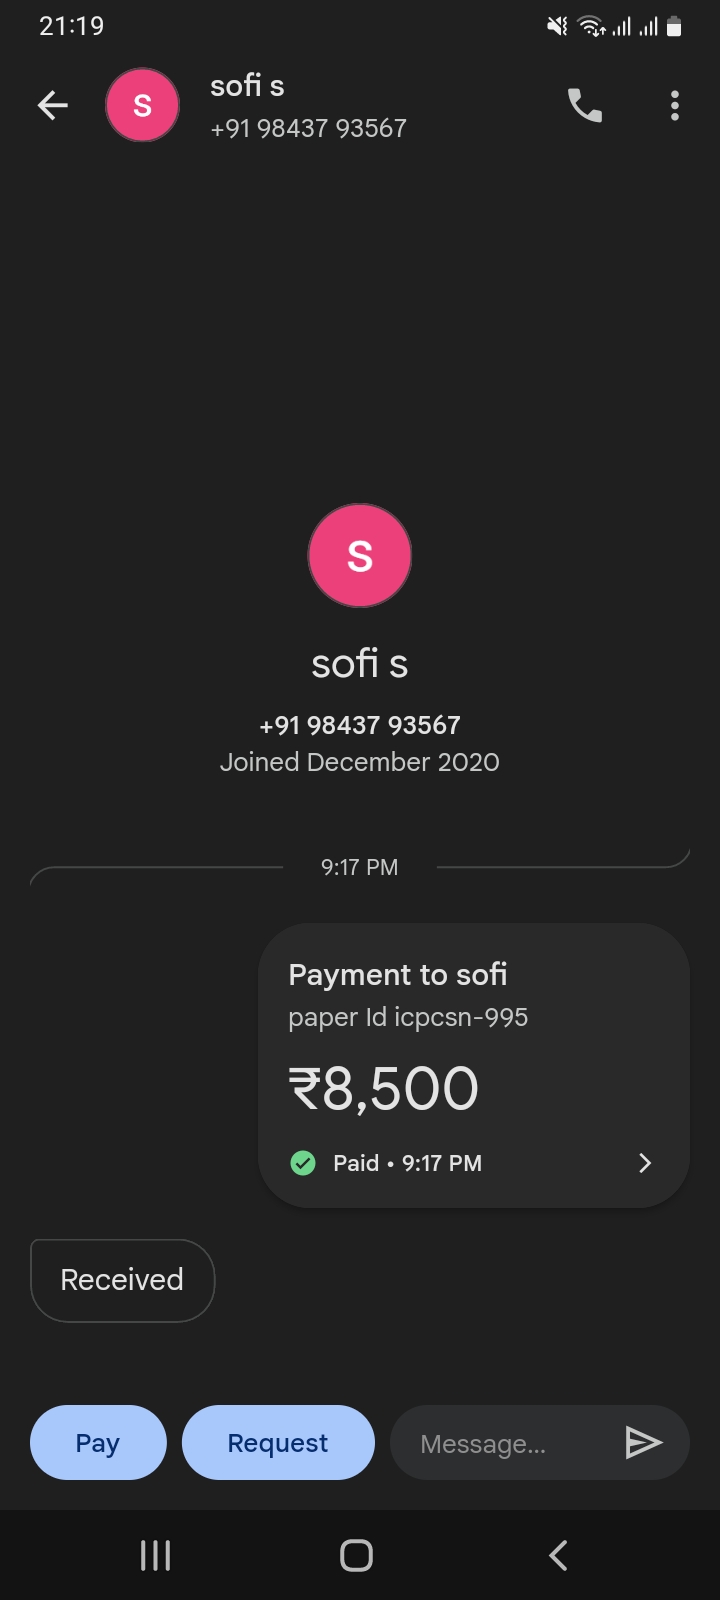 21:19
S
sofi s
+91 98437 93567
S
sofi s
+91 98437 93567
Joined December 2020
9:17 PM
Payment to sofi
paper Id icpcsn-995
₹8,500
Paid • 9:17 PM
Received
Pay
Request
Message...